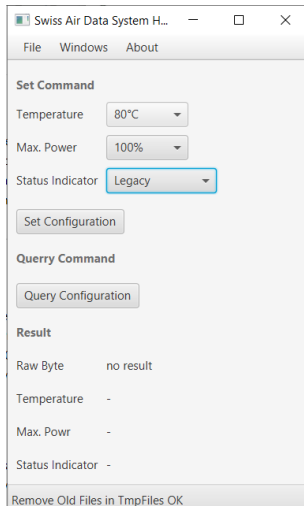 Swiss Air Data System H...
File Windows About
Set Command
Temperature 80°C
Max. Power 100%
Status Indicator Legacy
Set Configuration
Querry Command
Query Configuration
Result
Raw Byte no result
Temperature -
Max. Powr -
Status Indicator -
Remove Old Files in TmpFiles OK